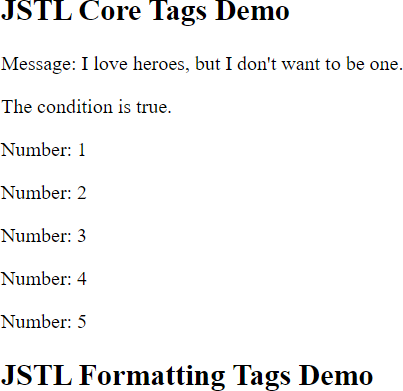 JSTL Core Tags Demo
Message: I love heroes, but I don't want to be one.
The condition is true.
Number: 1
Number: 2
Number: 3
Number: 4
Number: 5
JSTL Formatting Tags Demo